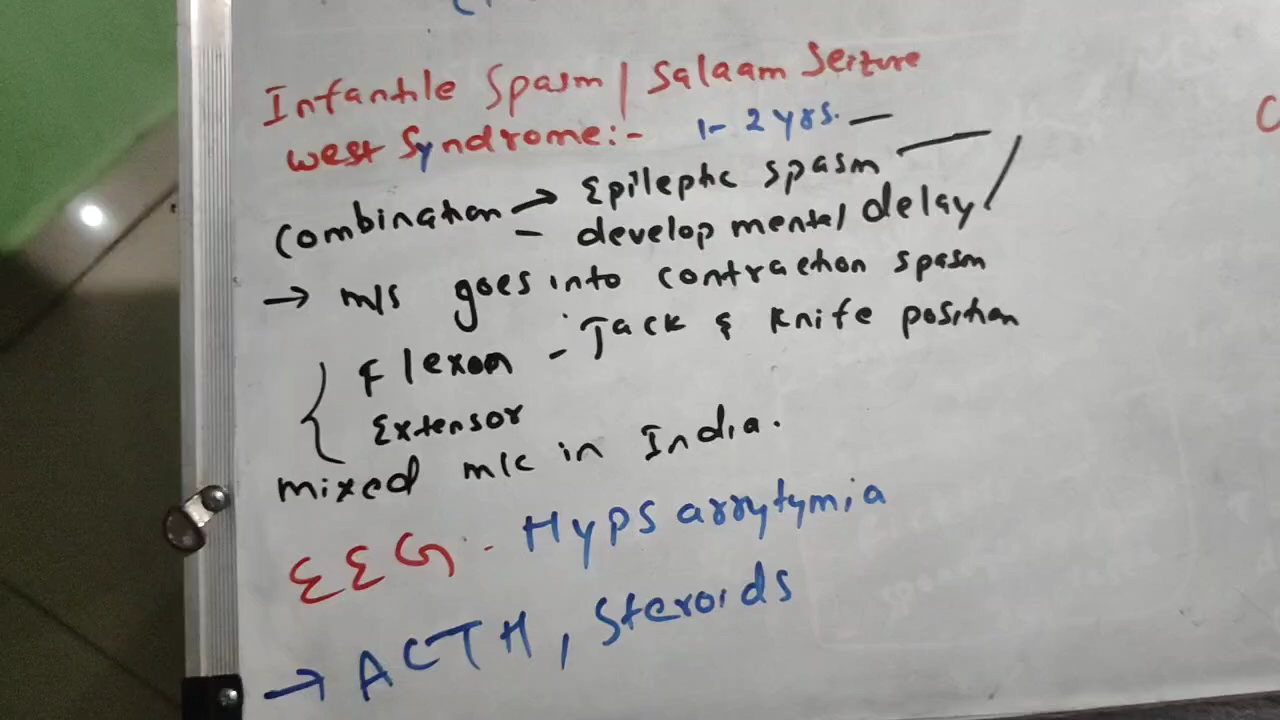 Infantile Spasm / Salaam Seizure
West Syndrome:- 1-2 yrs. —
Combination → Epileptic spasm
- developmental delay
→ m/s goes into contraction spasm
Flexon - Jack & Knife position
Extensor
mixed m/c in India.
EEG - Hypsarrytymia
→ ACTH, Steroids